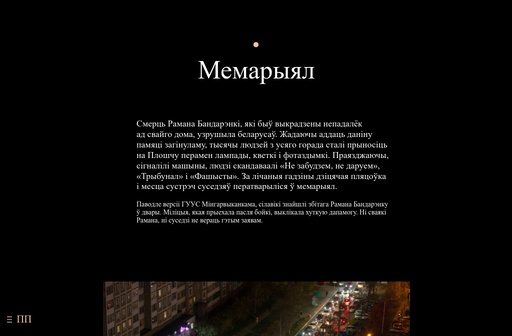 Мемарыял
Смерць Рамана Бандарэнкі, які быў выкрадзены непадалёк
ад свайго дома, узрушыла беларусаў. Жадаючы аддаць даніну
памяці загінуламу, тысячы людзей з усяго горада сталі прыносіць
на Плошчу перамен лампады, кветкі і фотаздымкі. Праязджаючы,
сігналілі машыны, людзі скандавалі «Не забудзем, не даруем»,
«Трыбунал» і «Фашысты». За лічаныя гадзіны дзіцячая пляцоўка
і месца сустрэч суседзяў ператварыліся ў мемарыял.
Паводле версіі ГУУС Мінгарвыканкама, сілавікі знайшлі збітага Рамана Бандарэнку
ў двары. Міліцыя, якая прыехала пасля бойкі, выклікала хуткую дапамогу. Ні сваякі
Рамана, ні суседзі не вераць гэтым заявам.
ПП